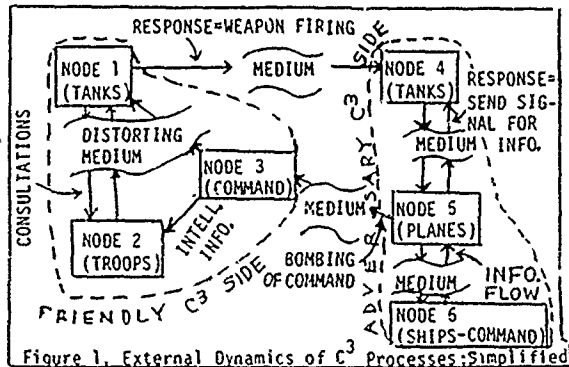 RESPONSE=WEAPON FIRING
NODE 1
(TANKS)
MEDIUM
NODE 4
(TANKS)
RESPONSE=
SEND SIG-
NAL FOR
INFO.
CONSULTATIONS
DISTORTING
MEDIUM
NODE 3
(COMMAND)
MEDIUM
MEDIUM
NODE 2
(TROOPS)
INTELL.
INFO.
NODE 5
(PLANES)
BOMBING
OF COMMAND
MEDIUM
INFO.
FLOW
NODE 6
(SHIPS-COMMAND)
FRIENDLY C³ SIDE
ADVERSARY C³ SIDE
Figure 1. External Dynamics of C³ Processes:Simplified